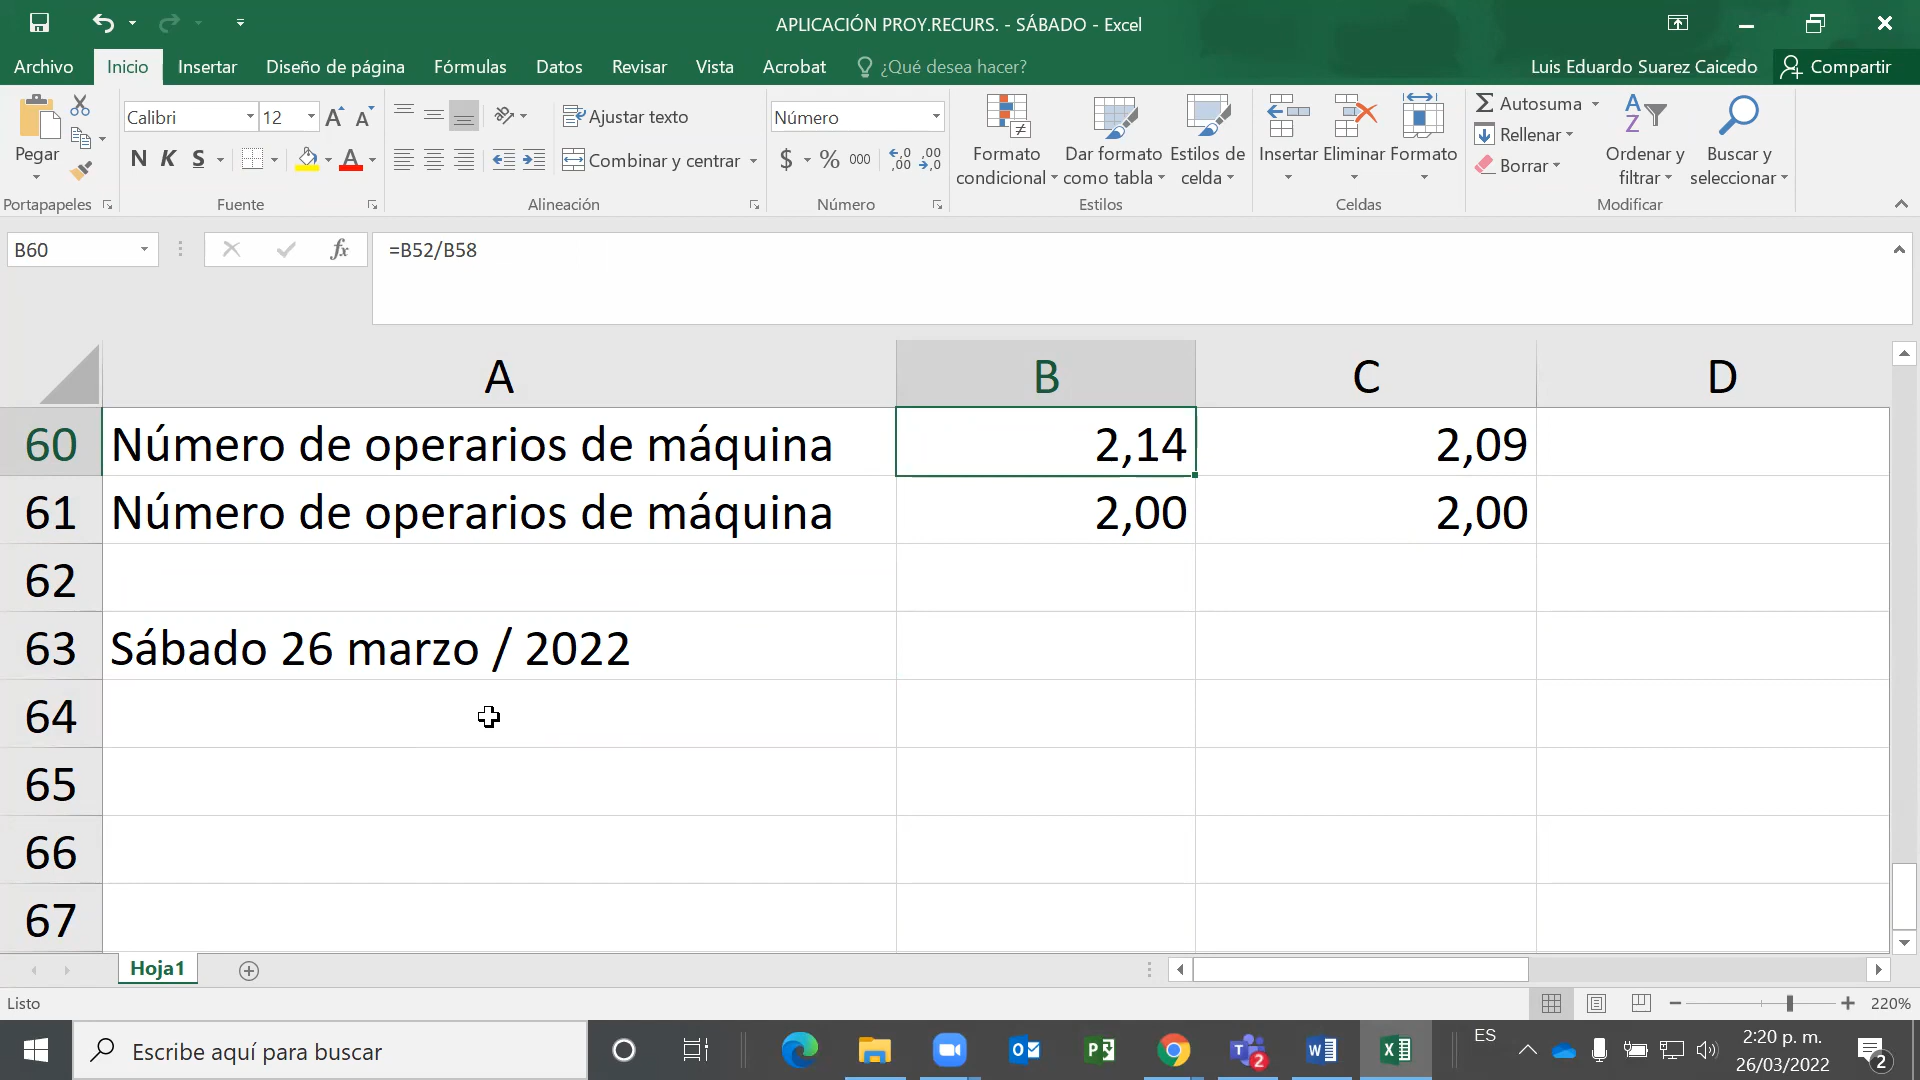 APLICACIÓN PROY.RECURS. - SÁBADO - Excel
Archivo Inicio Insertar Diseño de página Fórmulas Datos Revisar Vista Acrobat ¿Qué desea hacer? Luis Eduardo Suarez Caicedo Compartir
Pegar
Calibri 12
N K S
Ajustar texto
Combinar y centrar
Número
$ % 000
Formato condicional
Dar formato como tabla
Estilos de celda
Insertar Eliminar Formato
Autosuma
Rellenar
Borrar
Ordenar y filtrar
Buscar y seleccionar
Portapapeles Fuente Alineación Número Estilos Celdas Modificar
B60 fx =B52/B58
A B C D
60 Número de operarios de máquina 2,14 2,09
61 Número de operarios de máquina 2,00 2,00
62
63 Sábado 26 marzo / 2022
64
65
66
67
Hoja1
Listo 220%
Escribe aquí para buscar
ES
2:20 p. m.
26/03/2022
2